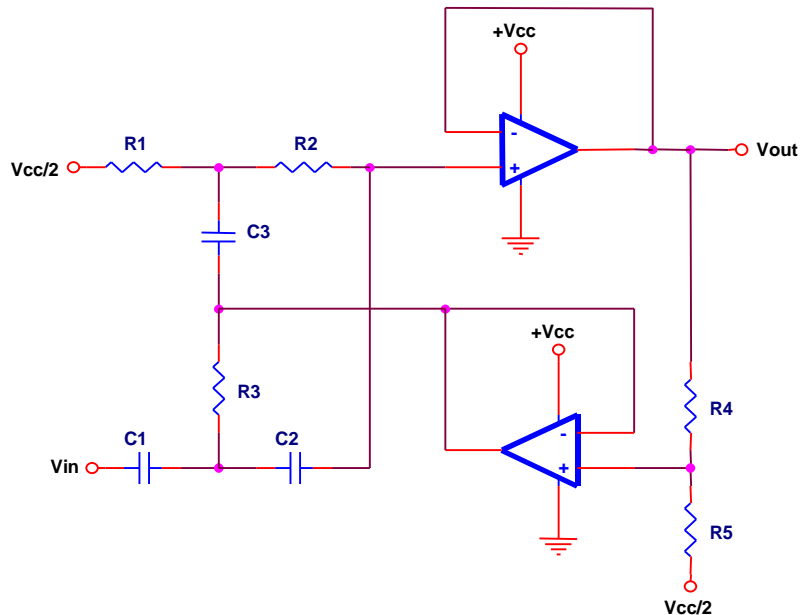 +Vcc
R1
R2
-
+
Vout
Vcc/2
C3
+Vcc
R3
R4
C1
C2
-
+
Vin
R5
Vcc/2